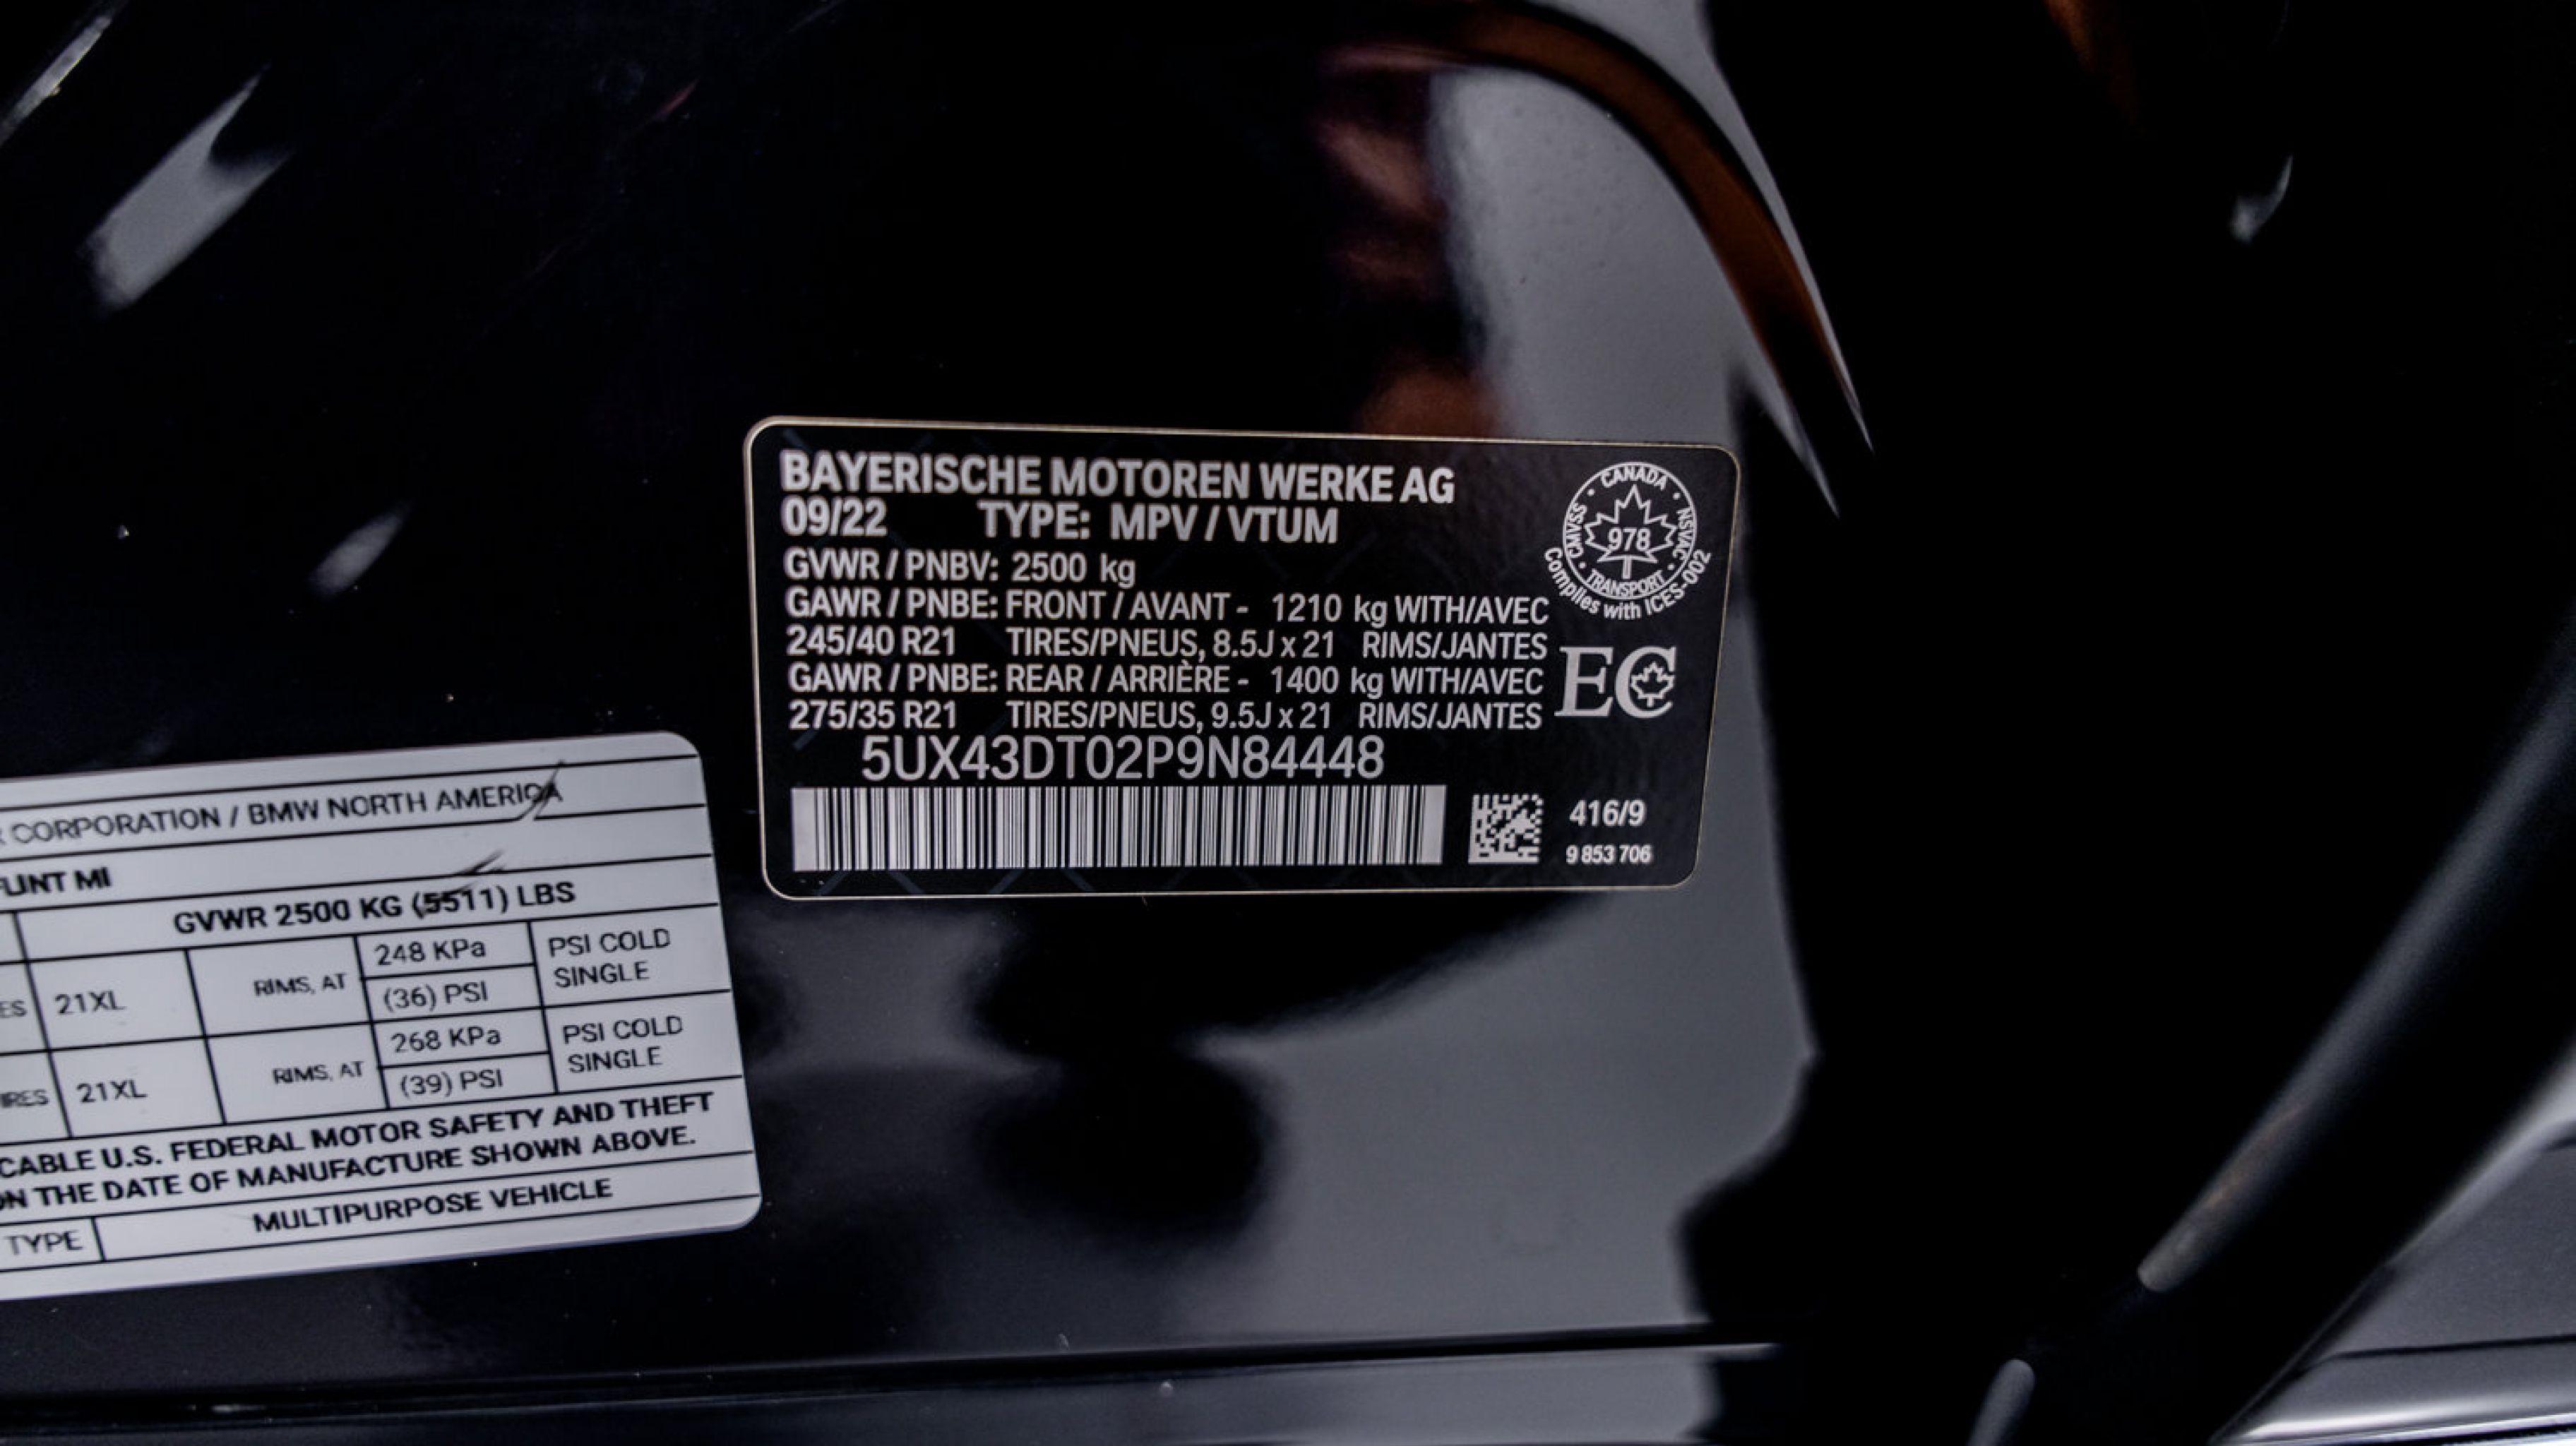 BAYERISCHE MOTOREN WERKE AG
09/22 TYPE: MPV / VTUM
GVWR / PNBV: 2500 kg
GAWR / PNBE: FRONT / AVANT - 1210 kg WITH/AVEC
245/40 R21 TIRES/PNEUS, 8.5J x 21 RIMS/JANTES
GAWR / PNBE: REAR / ARRIÈRE - 1400 kg WITH/AVEC
275/35 R21 TIRES/PNEUS, 9.5J x 21 RIMS/JANTES
5UX43DT02P9N84448
416/9
9 853 706
CANADA
CMVSS
NSVAC
978
TRANSPORT
Complies with ICES-002
EC
R CORPORATION / BMW NORTH AMERICA
FLINT MI
GVWR 2500 KG (5511) LBS
ES 21XL RIMS, AT 248 KPa PSI COLD
(36) PSI SINGLE
IRES 21XL RIMS, AT 268 KPa PSI COLD
(39) PSI SINGLE
CABLE U.S. FEDERAL MOTOR SAFETY AND THEFT
ON THE DATE OF MANUFACTURE SHOWN ABOVE.
TYPE MULTIPURPOSE VEHICLE